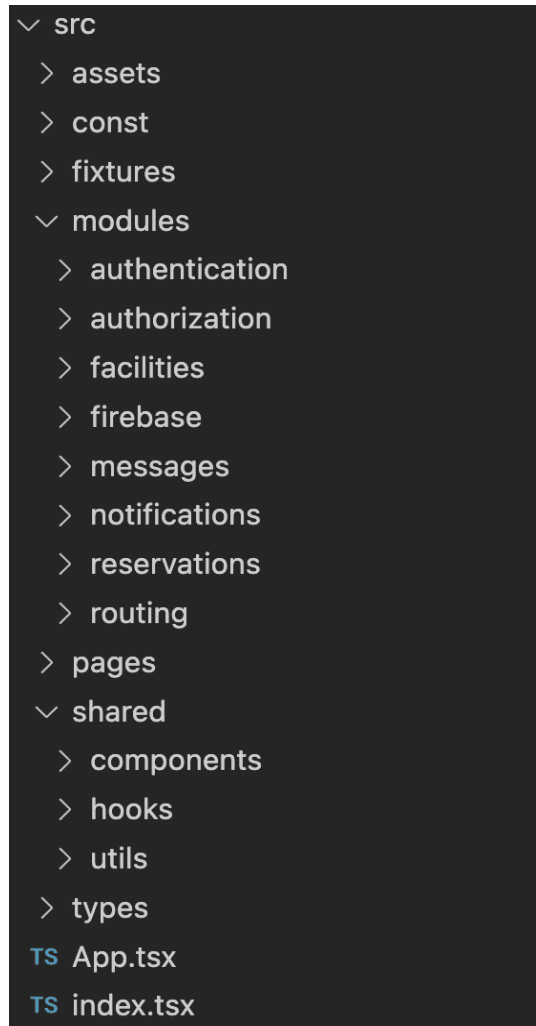 src
assets
const
fixtures
modules
authentication
authorization
facilities
firebase
messages
notifications
reservations
routing
pages
shared
components
hooks
utils
types
TS App.tsx
TS index.tsx